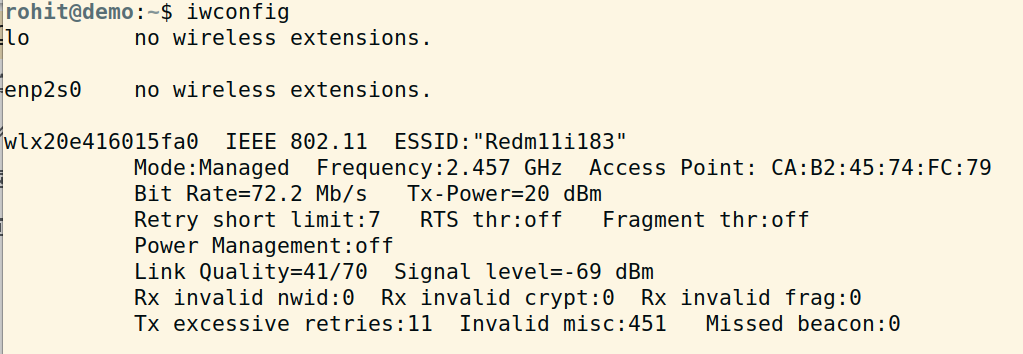 rohit@demo:~$ iwconfig
lo        no wireless extensions.
enp2s0    no wireless extensions.
wlx20e416015fa0  IEEE 802.11  ESSID:"Redm11i183"
          Mode:Managed  Frequency:2.457 GHz  Access Point: CA:B2:45:74:FC:79
          Bit Rate=72.2 Mb/s   Tx-Power=20 dBm
          Retry short limit:7   RTS thr:off   Fragment thr:off
          Power Management:off
          Link Quality=41/70  Signal level=-69 dBm
          Rx invalid nwid:0  Rx invalid crypt:0  Rx invalid frag:0
          Tx excessive retries:11  Invalid misc:451   Missed beacon:0